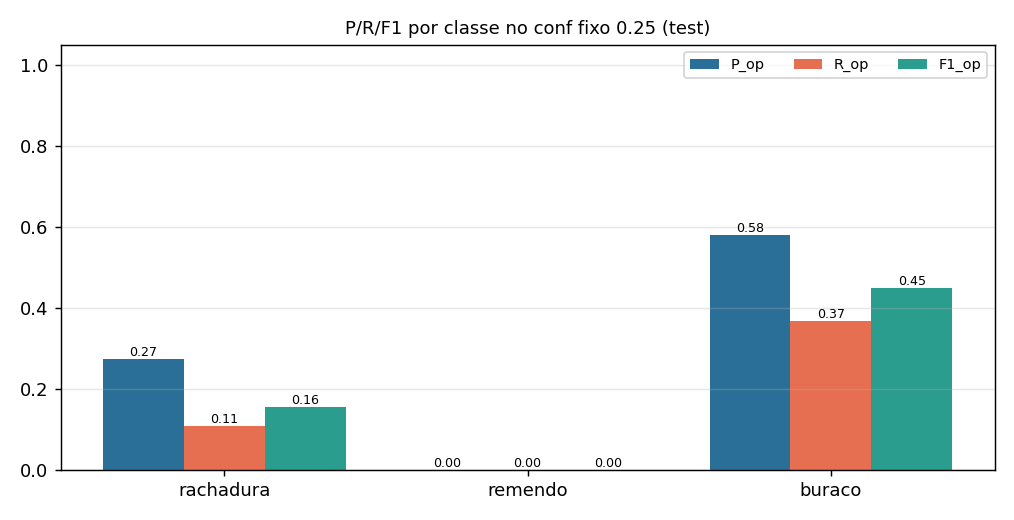 P/R/F1 por classe no conf fixo 0.25 (test)
P_op R_op F1_op
1.0
0.8
0.6
0.4
0.2
0.0
0.27 0.11 0.16
0.00 0.00 0.00
0.58 0.37 0.45
rachadura remendo buraco